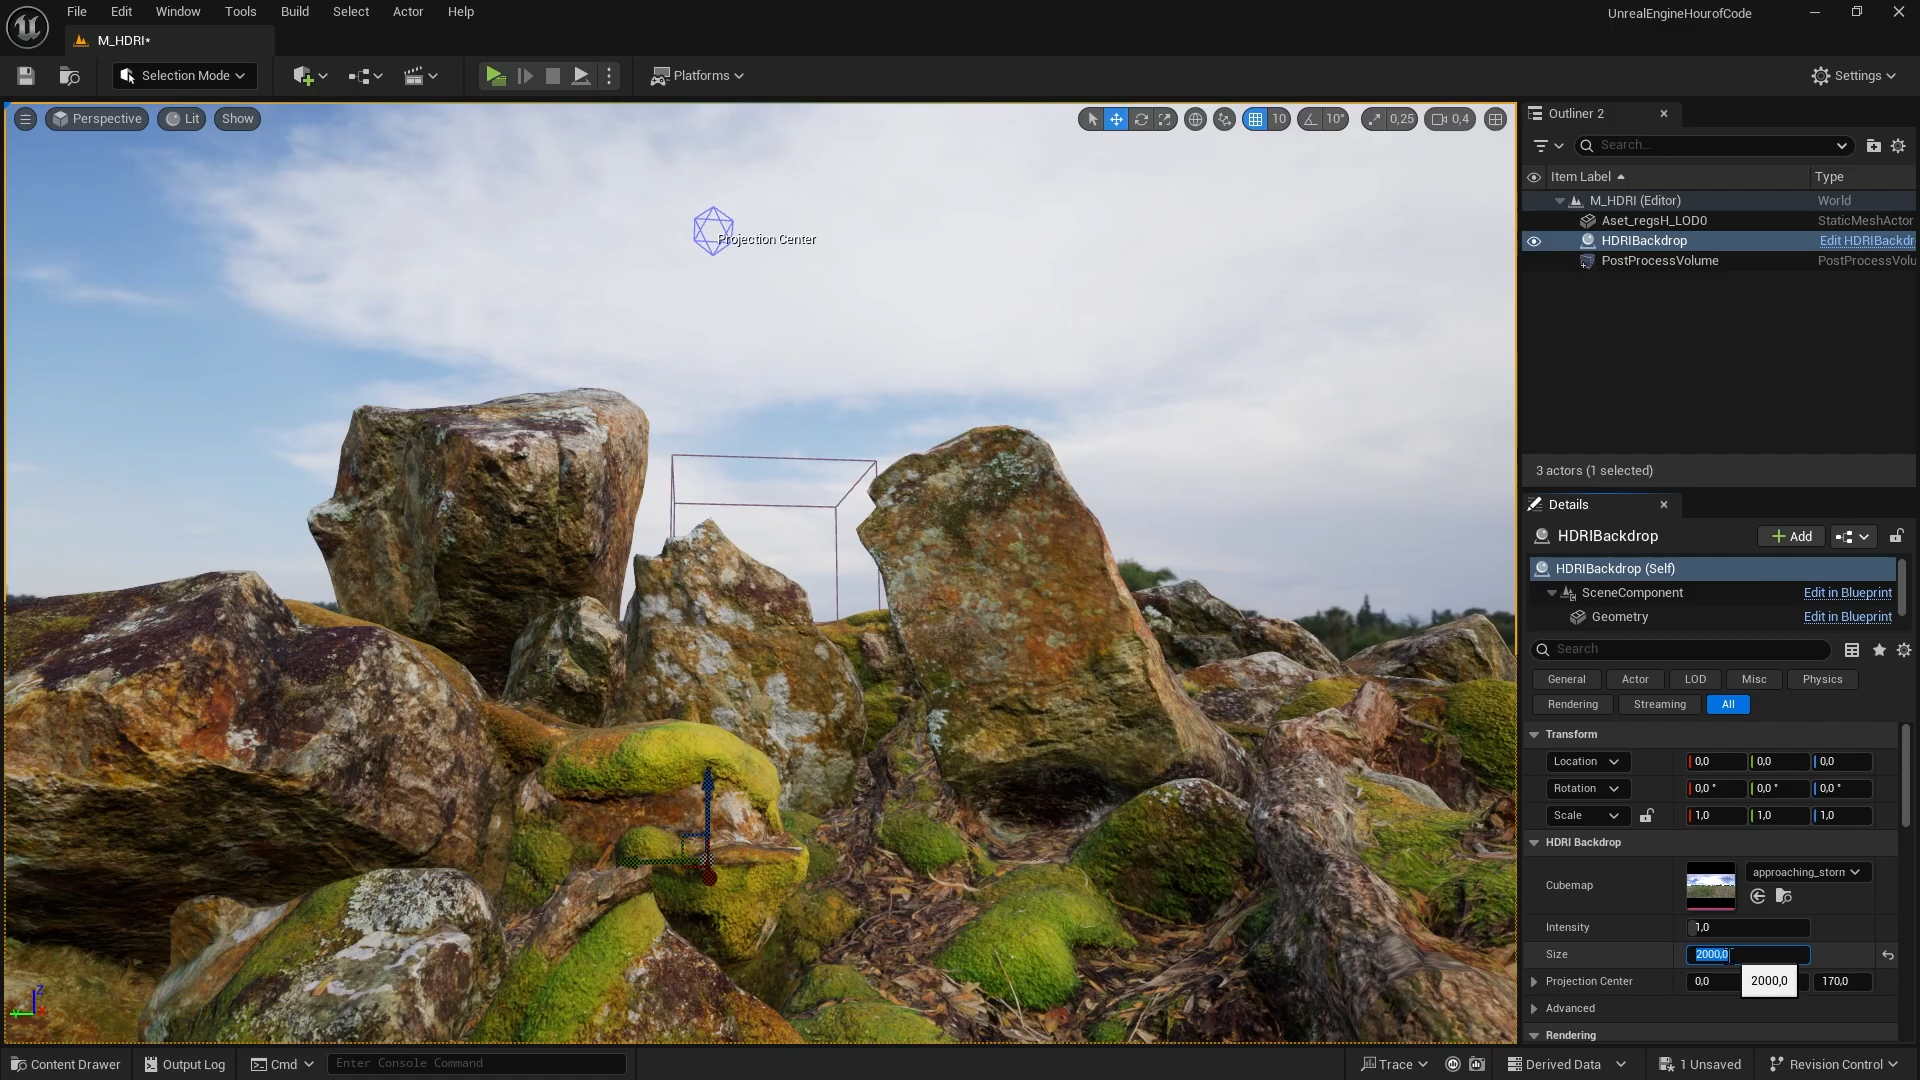 File Edit Window Tools Build Select Actor Help
UnrealEngineHourofCode
M_HDRI*
Selection Mode
Platforms
Settings
Perspective Lit Show
10 10° 0,25 0,4
Projection Center
Outliner 2
Search...
Item Label Type
M_HDRI (Editor) World
Aset_regsH_LOD0 StaticMeshActor
HDRIBackdrop Edit HDRIBackdr
PostProcessVolume PostProcessVolu
3 actors (1 selected)
Details
HDRIBackdrop Add
HDRIBackdrop (Self)
SceneComponent Edit in Blueprint
Geometry Edit in Blueprint
Search
General Actor LOD Misc Physics
Rendering Streaming All
Transform
Location 0,0 0,0 0,0
Rotation 0,0 ° 0,0 ° 0,0 °
Scale 1,0 1,0 1,0
HDRI Backdrop
Cubemap approaching_storm
Intensity 1,0
Size 2000,0
Projection Center 0,0 2000,0 170,0
Advanced
Rendering
Content Drawer Output Log Cmd Enter Console Command Trace Derived Data 1 Unsaved Revision Control